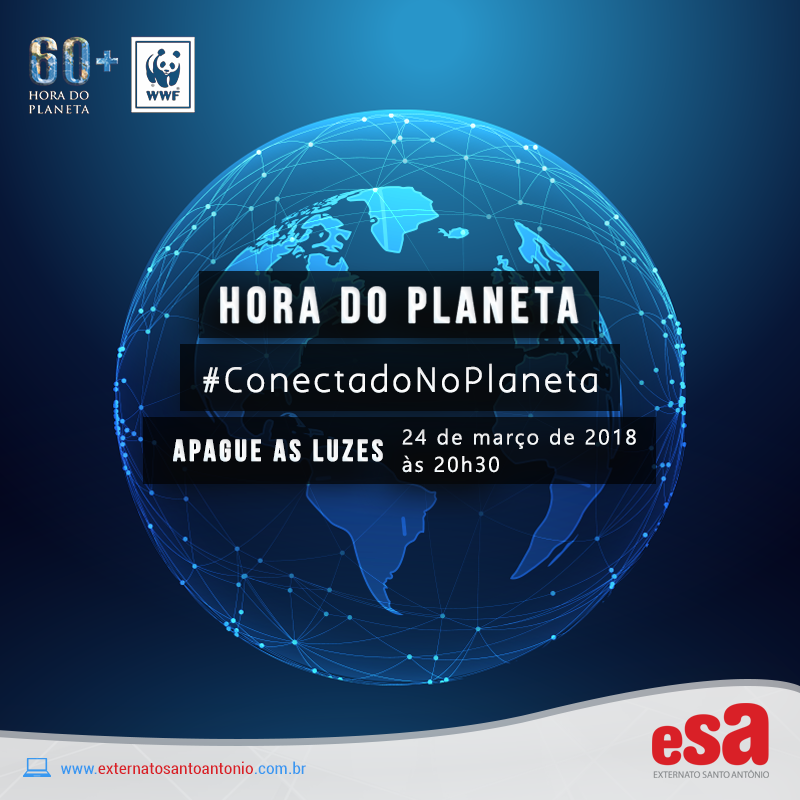 60+
HORA DO
PLANETA
WWF
HORA DO PLANETA
#ConectadoNoPlaneta
APAGUE AS LUZES
24 de março de 2018
às 20h30
esa
EXTERNATO SANTO ANTÔNIO
www.externatosantoantonio.com.br